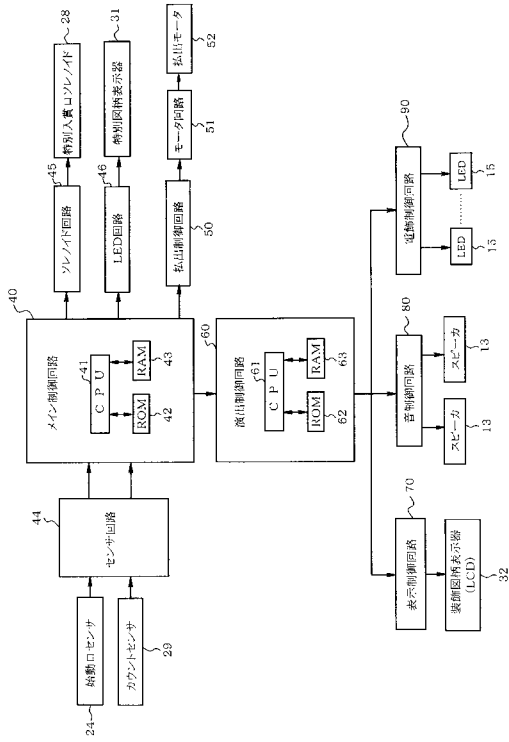 始動口センサ
24
カウントセンサ
29
センサ回路
44
メイン制御回路
40
CPU
41
ROM
42
RAM
43
ソレノイド回路
45
特別入賞口ソレノイド
28
LED回路
46
特別図柄表示器
31
払出制御回路
50
モータ回路
51
払出モータ
52
演出制御回路
60
CPU
61
ROM
62
RAM
63
表示制御回路
70
装飾図柄表示器
(LCD)
32
音制御回路
80
スピーカ
13
スピーカ
13
電飾制御回路
90
LED
15
LED
15